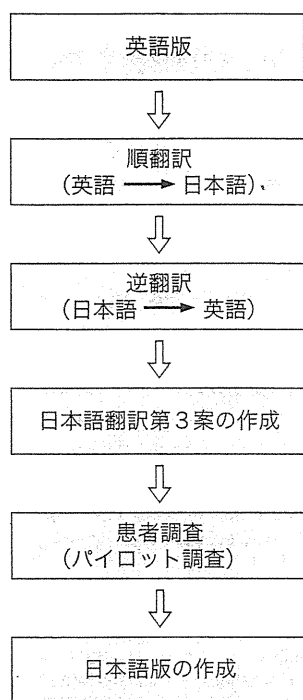 英語版
順翻訳
(英語 → 日本語)
逆翻訳
(日本語 → 英語)
日本語翻訳第3案の作成
患者調査
(パイロット調査)
日本語版の作成